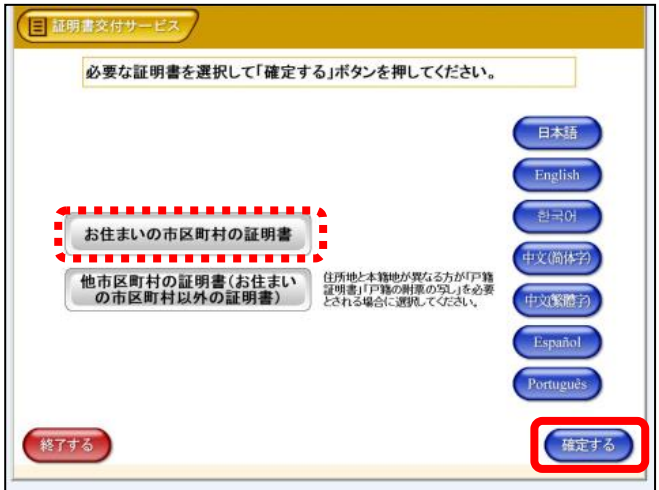 証明書交付サービス
必要な証明書を選択して「確定する」ボタンを押してください。
日本語
English
한국어
中文(简体字)
中文(繁體字)
Español
Português
お住まいの市区町村の証明書
他市区町村の証明書(お住まい
の市区町村以外の証明書)
住所地と本籍地が異なる方が「戸籍
証明書」「戸籍の附票の写し」を必要
とされる場合に選択してください。
終了する
確定する